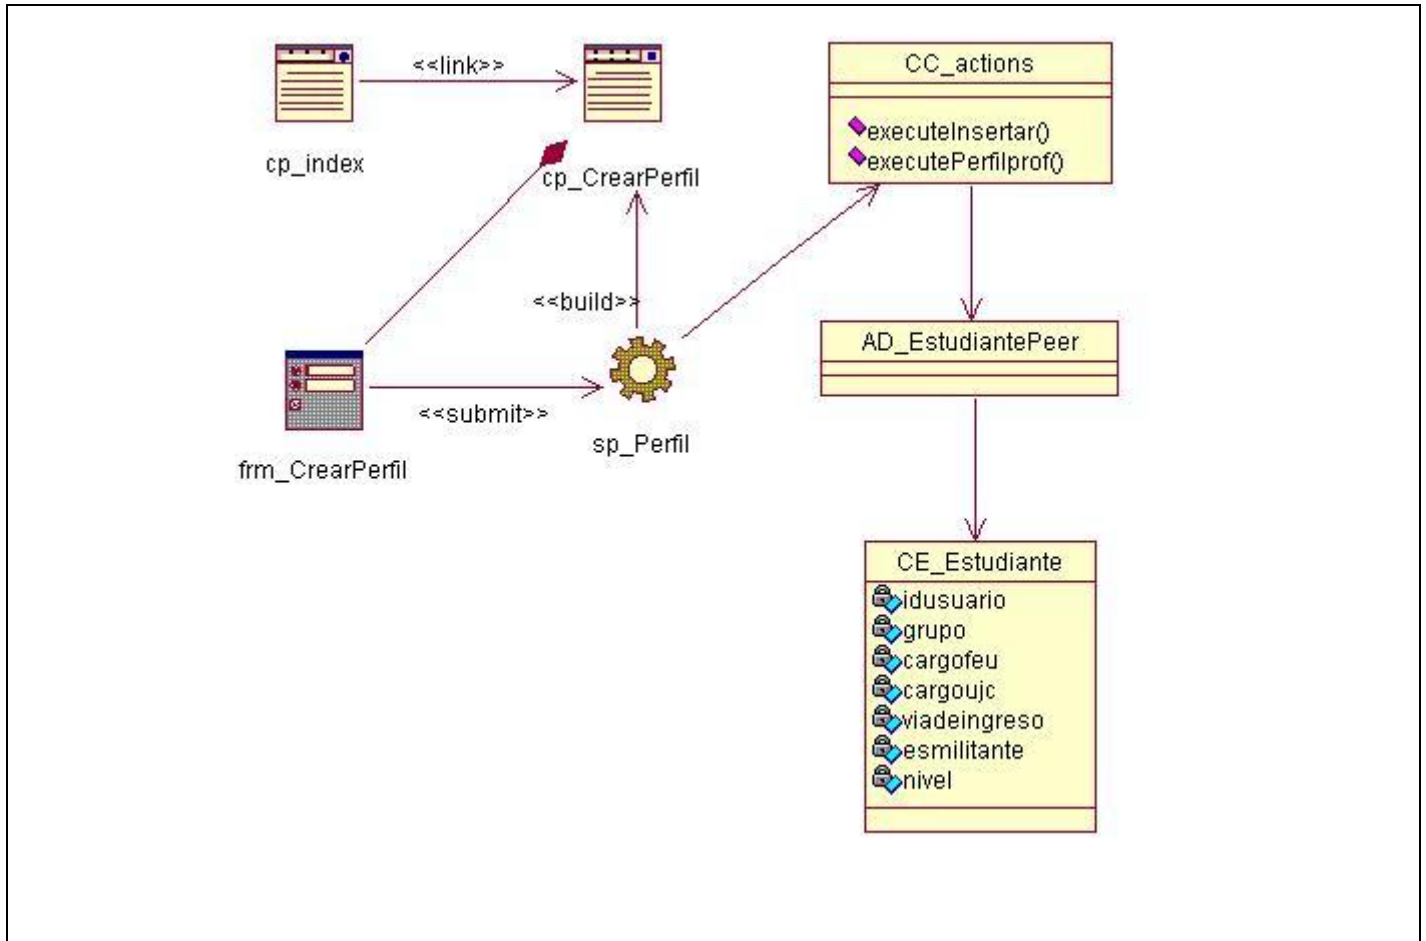 <<link>>
cp_index
cp_CrearPerfil
CC_actions
executeInsertar()
executePerfilprof()
<<build>>
AD_EstudiantePeer
<<submit>>
sp_Perfil
frm_CrearPerfil
CE_Estudiante
idusuario
grupo
cargofeu
cargoujc
viadeingreso
esmilitante
nivel